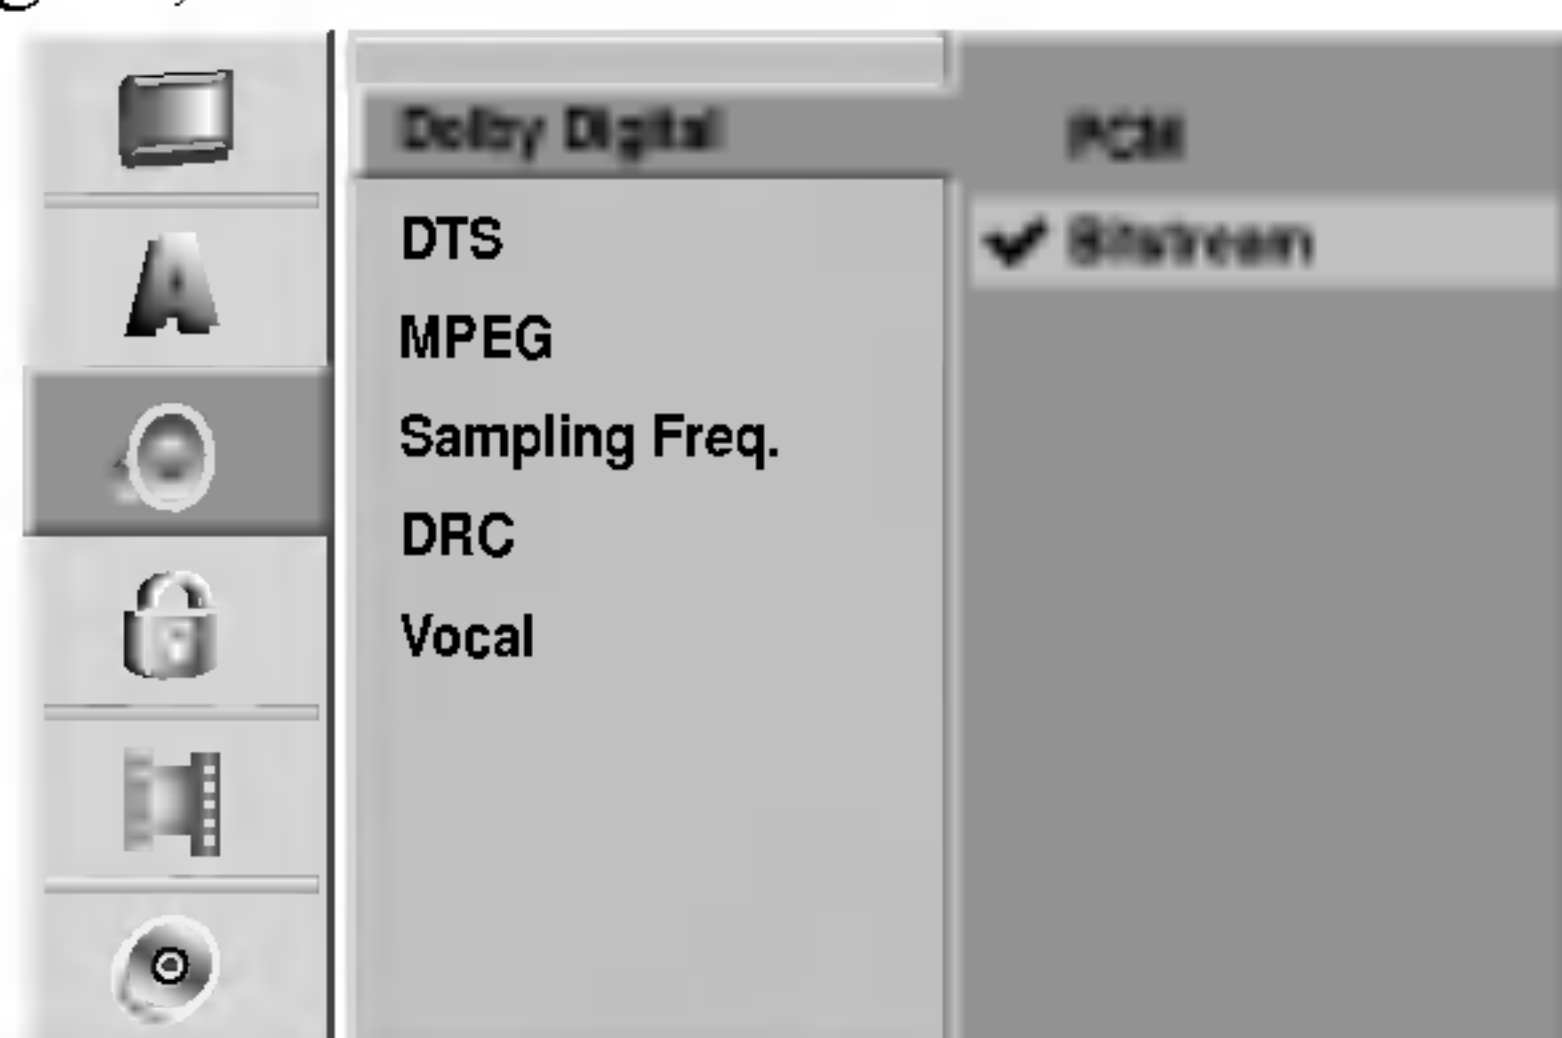 Dolby Digital
PCM
DTS
✔ Bitstream
MPEG
Sampling Freq.
DRC
Vocal